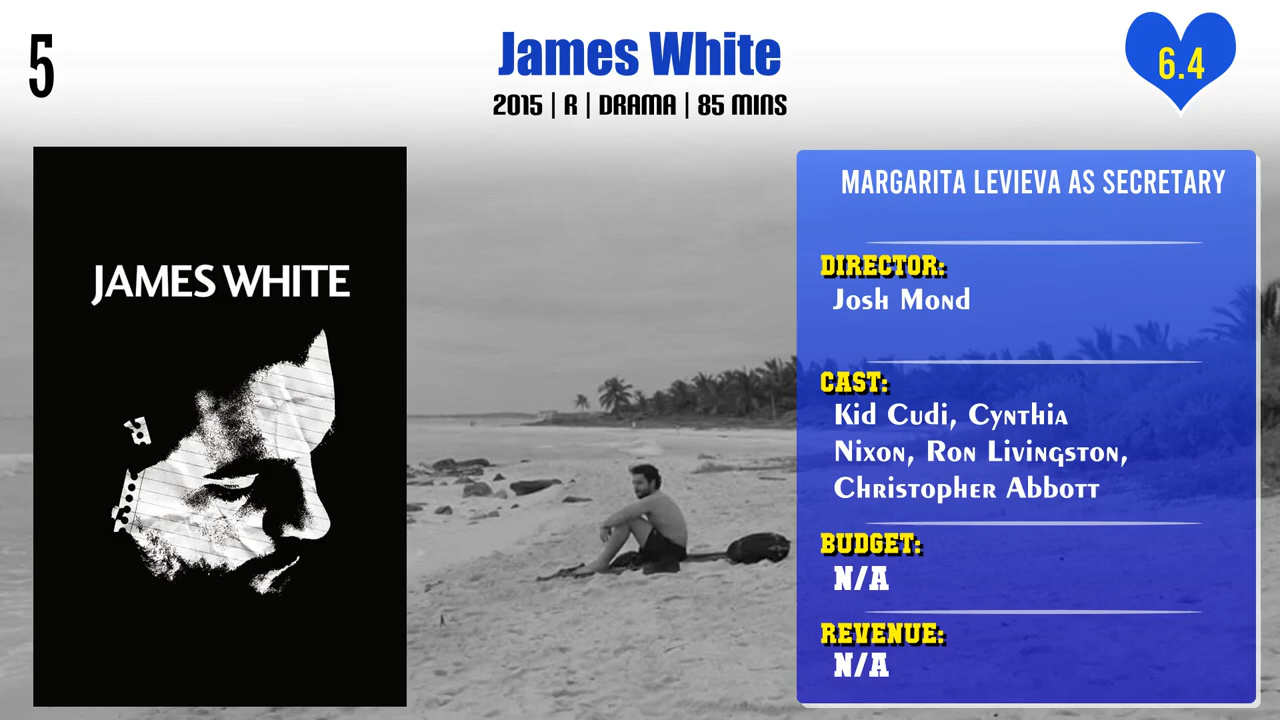 5
James White
2015 | R | DRAMA | 85 MINS
6.4
JAMES WHITE
MARGARITA LEVIEVA AS SECRETARY
DIRECTOR:
Josh Mond
CAST:
Kid Cudi, Cynthia
Nixon, Ron Livingston,
Christopher Abbott
BUDGET:
N/A
REVENUE:
N/A